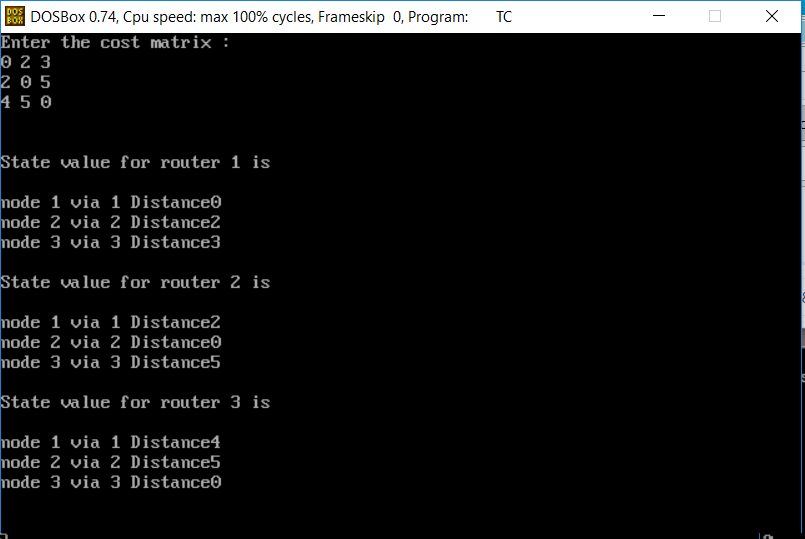 DOSBox 0.74, Cpu speed: max 100% cycles, Frameskip 0, Program: TC
Enter the cost matrix :
0 2 3
2 0 5
4 5 0
State value for router 1 is
node 1 via 1 Distance0
node 2 via 2 Distance2
node 3 via 3 Distance3
State value for router 2 is
node 1 via 1 Distance2
node 2 via 2 Distance0
node 3 via 3 Distance5
State value for router 3 is
node 1 via 1 Distance4
node 2 via 2 Distance5
node 3 via 3 Distance0